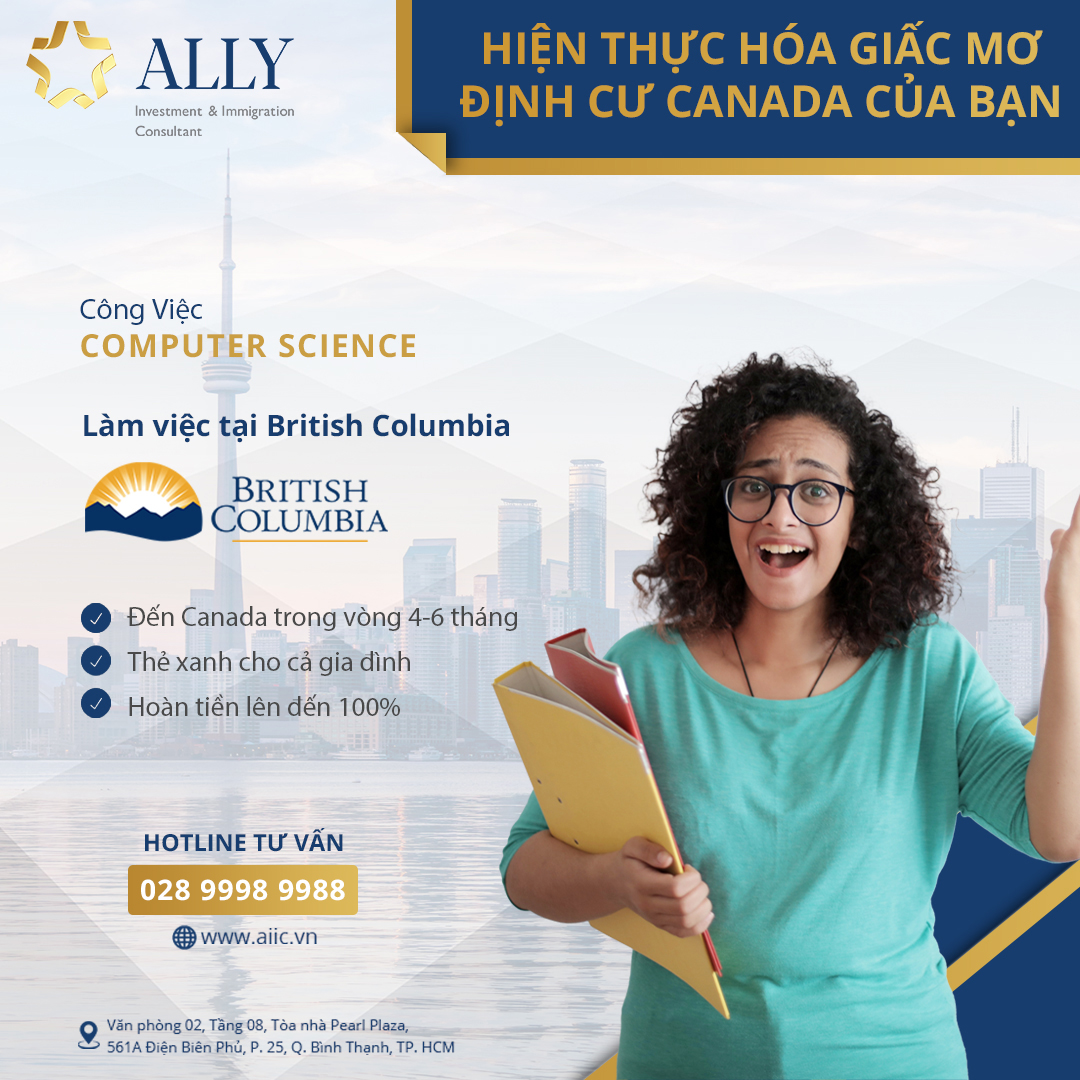 ALLY
Investment & Immigration
Consultant
HIỆN THỰC HÓA GIẤC MƠ
ĐỊNH CƯ CANADA CỦA BẠN
Công Việc
COMPUTER SCIENCE
Làm việc tại British Columbia
BRITISH
COLUMBIA
Đến Canada trong vòng 4-6 tháng
Thẻ xanh cho cả gia đình
Hoàn tiền lên đến 100%
HOTLINE TƯ VẤN
028 9998 9988
www.aiic.vn
Văn phòng 02, Tầng 08, Tòa nhà Pearl Plaza,
561A Điện Biên Phủ, P. 25, Q. Bình Thạnh, TP. HCM